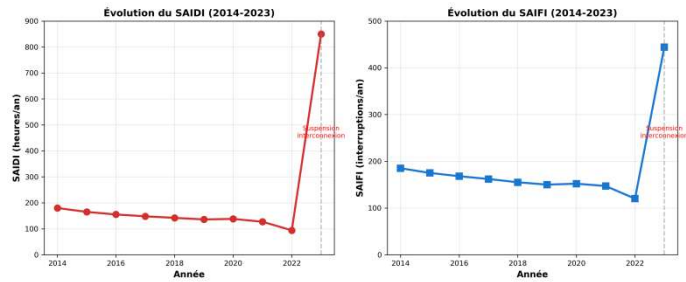 Évolution du SAIDI (2014-2023)
900
800
700
600
500
400
300
200
100
0
SAIDI (heures/an)
Suspension
Interconnexion
2014
2016
2018
2020
2022
Année
Évolution du SAIFI (2014-2023)
500
400
300
200
100
0
SAIFI (interruptions/an)
Suspension
Interconnexion
2014
2016
2018
2020
2022
Année